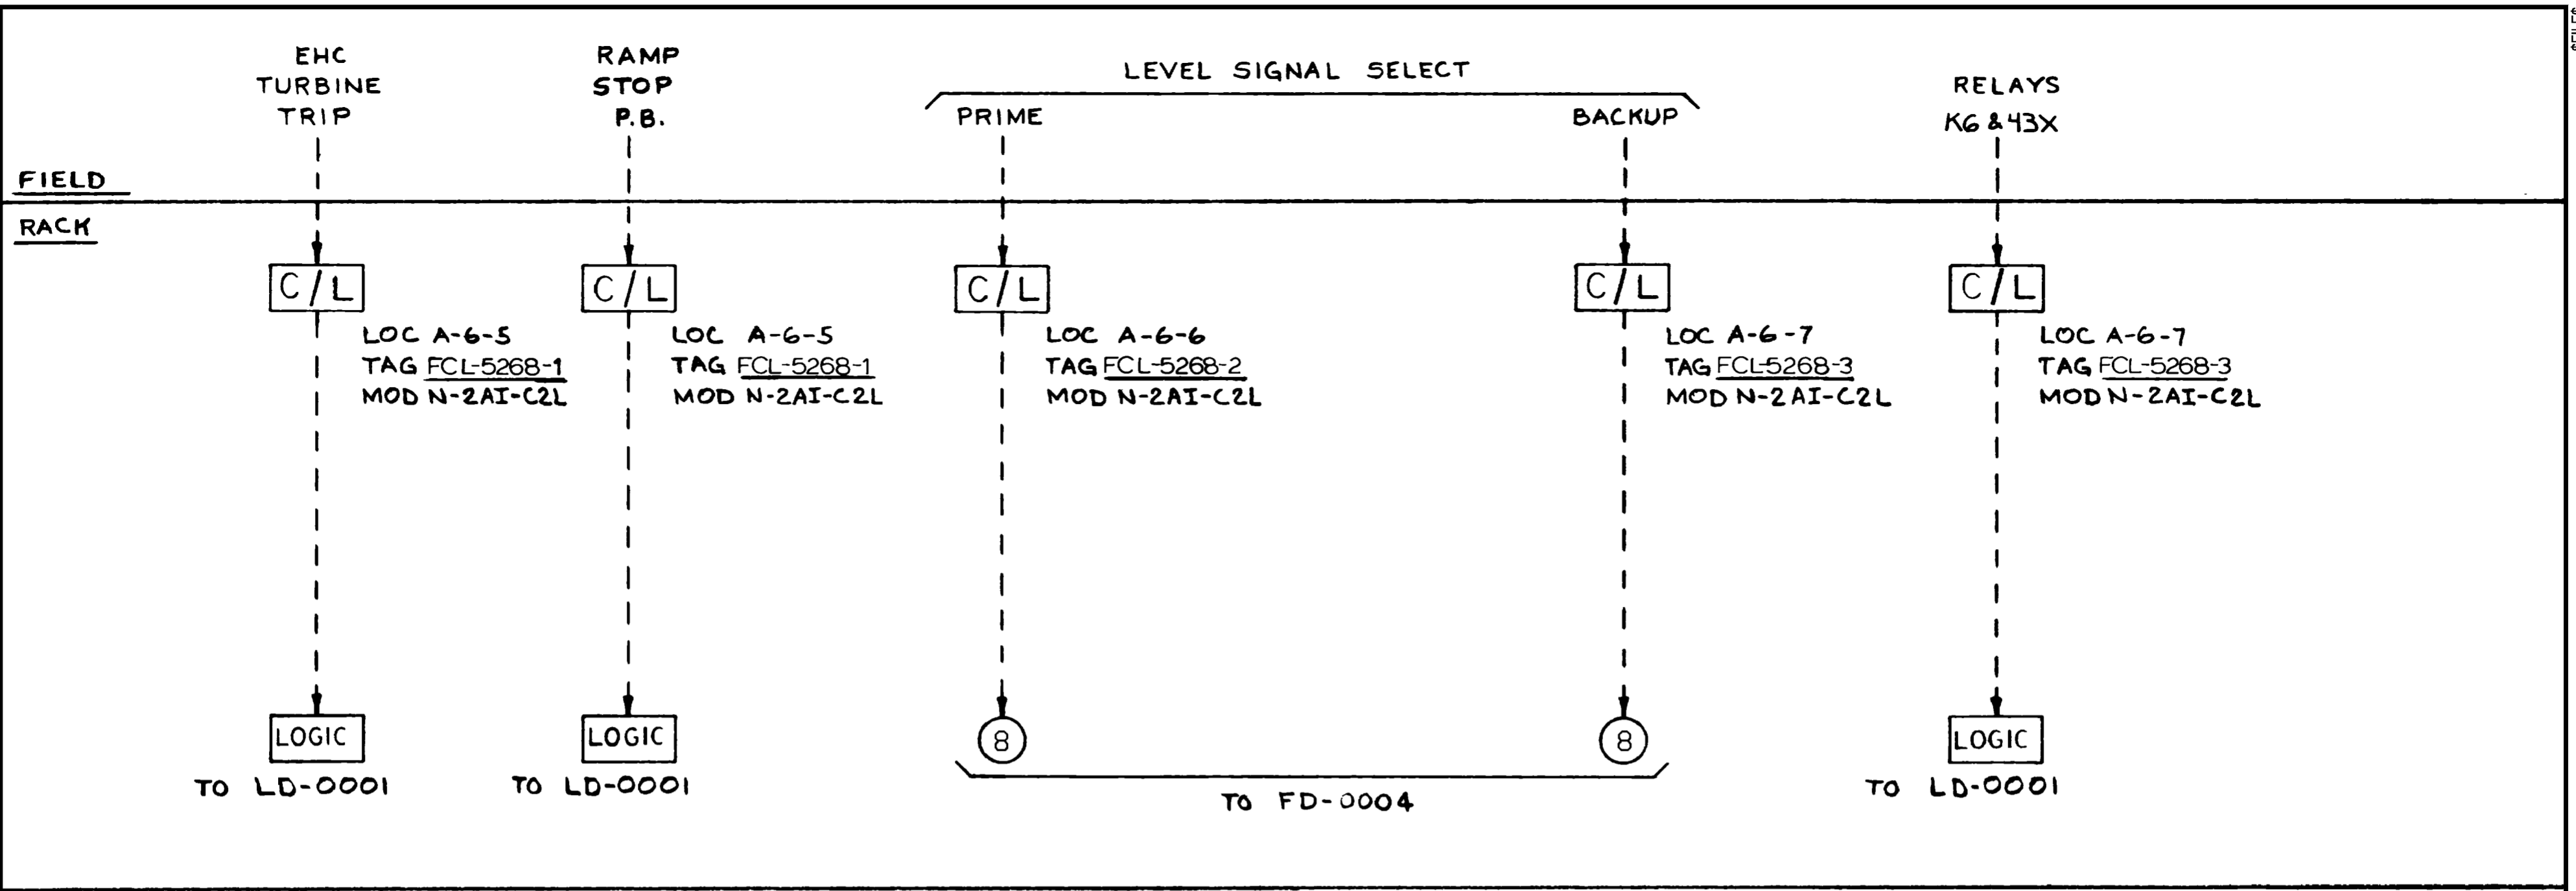 EHC
TURBINE
TRIP
RAMP
STOP
P.B.
LEVEL SIGNAL SELECT
PRIME
BACKUP
RELAYS
K6 & 43X
FIELD
RACK
C/L
C/L
C/L
C/L
C/L
LOC A-6-5
TAG FCL-5268-1
MOD N-2AI-C2L
LOC A-6-5
TAG FCL-5268-1
MOD N-2AI-C2L
LOC A-6-6
TAG FCL-5268-2
MOD N-2AI-C2L
LOC A-6-7
TAG FCL-5268-3
MOD N-2AI-C2L
LOC A-6-7
TAG FCL-5268-3
MOD N-2AI-C2L
LOGIC
LOGIC
8
8
LOGIC
TO LD-0001
TO LD-0001
TO FD-0004
TO LD-0001